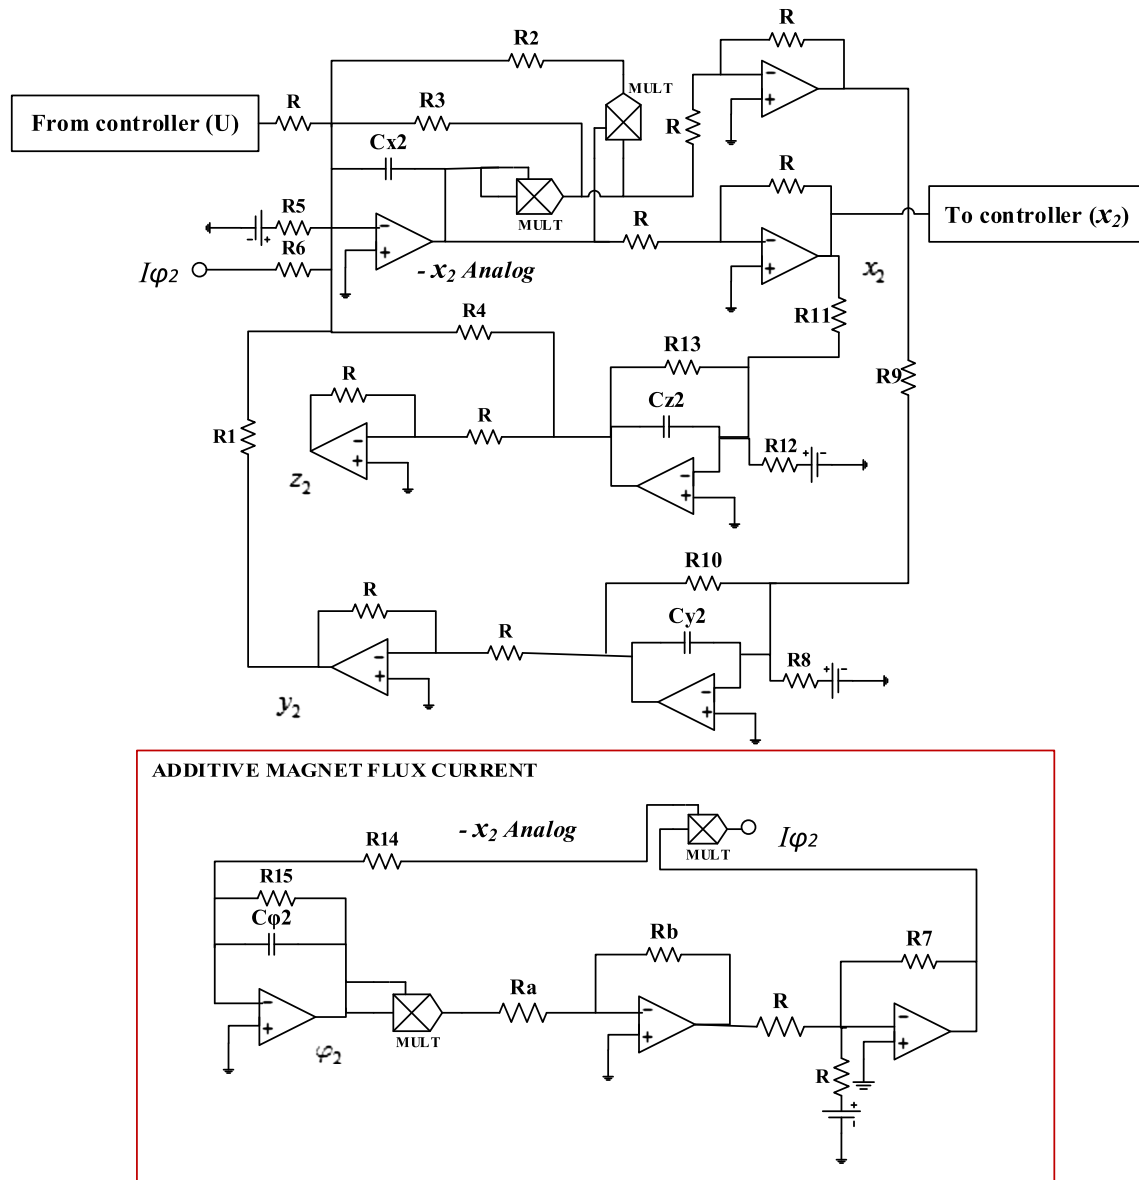 R
R2
MULT
From controller (U)
R
R3
R
Cx2
R
MULT
R5
R
To controller (x2)
- +
R6
- x2 Analog
Iφ2
x2
R4
R11
R13
R9
R
Cz2
R
R1
R12
+ -
z2
R10
R
Cy2
R
R8
+ -
y2
ADDITIVE MAGNET FLUX CURRENT
- x2 Analog
Iφ2
R14
MULT
R15
Cφ2
Rb
R7
Ra
R
MULT
φ2
R
+
-